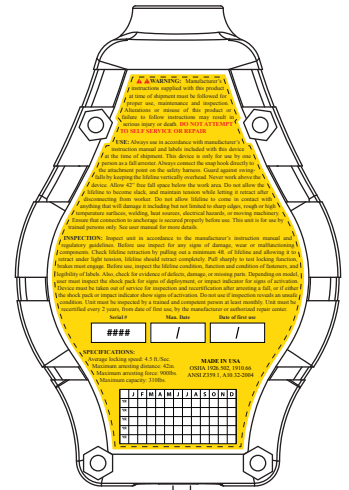 WARNING: Manufacturer's
instructions supplied with this product
at time of shipment must be followed for
proper use, maintenance and inspection.
Alterations or misuse of this product or
failure to follow instructions may result in
serious injury or death. DO NOT ATTEMPT
TO SELF SERVICE OR REPAIR
USE: Always use in accordance with manufacturer's
instruction manual and labels included with this device
at the time of shipment. This device is only for use by one
person as a fall arrester. Always connect the snap hook directly to
the attachment point on the safety harness. Guard against swing-
falls by keeping the lifeline vertically overhead. Never work above the
device. Allow 42" free fall space below the work area. Do not allow the
lifeline to become slack, and maintain tension while letting it retract after
disconnecting from worker. Do not allow lifeline to come in contact with
anything that will damage it including but not limited to sharp edges, rough or high
temperature surfaces, welding, heat sources, electrical hazards, or moving machinery.
Ensure that connection to anchorage is secured properly before use. This unit is for use by
trained persons only. See user manual for more details.
INSPECTION: Inspect unit in accordance to the manufacturer's instruction manual and
regulatory guidelines. Before use inspect for any signs of damage, wear or malfunctioning
components. Check lifeline retraction by pulling out a minimum 48" of lifeline and allowing it to
retract under light tension, lifeline should retract completely. Pull sharply to test locking function,
brakes must engage. Before use, inspect the lifeline condition, function and condition of fasteners, and
legibility of labels. Also, check for evidence of defects, damage, or missing parts. Depending on model,
user must inspect the shock pack for signs of deployment, or impact indicator for signs of activation.
Device must be taken out of service for inspection and recertification after arresting a fall, or if either
the shock pack or impact indicator show signs of activation. Do not use if inspection reveals an unsafe
condition. Unit must be inspected by a trained and competent person at least monthly. Unit must be
recertified every 2 years, from date of first use, by the manufacturer or authorized repair center.
Serial# Man. Date Date of first use
#### / /
SPECIFICATIONS:
Average locking speed: 4.5 ft./Sec.
Maximum arresting distance: 42in.
Maximum arresting force: 900lbs.
Maximum capacity: 310lbs.
MADE IN USA
OSHA 1926.502, 1910.66
ANSI Z359.1, A10.32-2004
J F M A M J J A S O N D